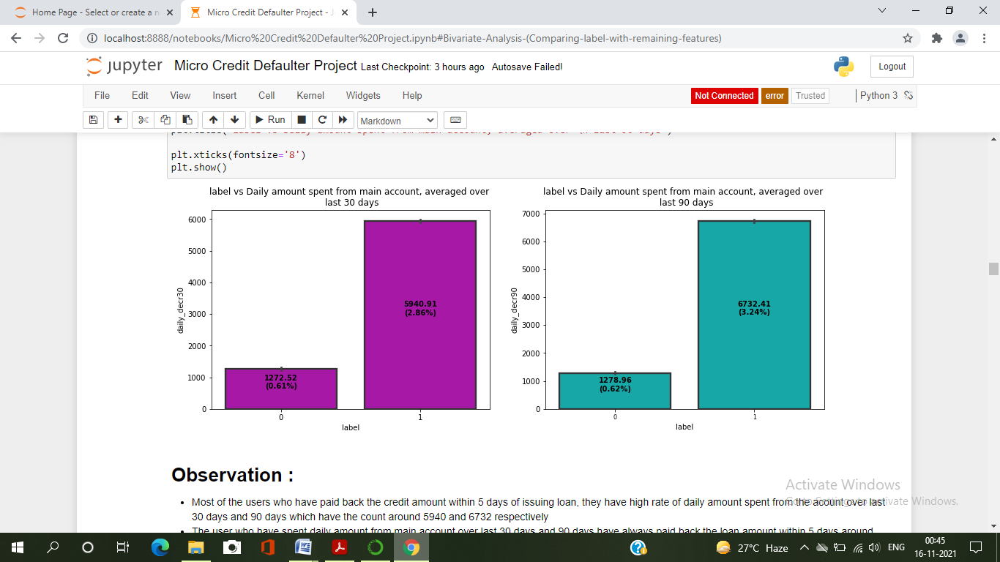 Home Page - Select or create a n
Micro Credit Defaulter Project - J
localhost:8888/notebooks/Micro%20Credit%20Defaulter%20Project.ipynb#Bivariate-Analysis-(Comparing-label-with-remaining-features)
jupyter Micro Credit Defaulter Project Last Checkpoint: 3 hours ago Autosave Failed!
Logout
File Edit View Insert Cell Kernel Widgets Help
Not Connected error Trusted Python 3
Run Markdown
plt.xticks(fontsize='8')
plt.show()
label vs Daily amount spent from main account, averaged over
last 30 days
6000
5000
4000
3000
2000
1000
0
daily_decr30
1272.52
(0.61%)
5940.91
(2.86%)
0 1
label
label vs Daily amount spent from main account, averaged over
last 90 days
7000
6000
5000
4000
3000
2000
1000
0
daily_decr90
1278.96
(0.62%)
6732.41
(3.24%)
0 1
label
Observation :
• Most of the users who have paid back the credit amount within 5 days of issuing loan, they have high rate of daily amount spent from the acount over last
30 days and 90 days which have the count around 5940 and 6732 respectively
• The user who have spent daily amount from main account over last 30 days and 90 days have always paid back the loan amount within 5 days around
Activate Windows
Go to Settings to activate Windows.
27°C Haze
ENG
00:45
16-11-2021